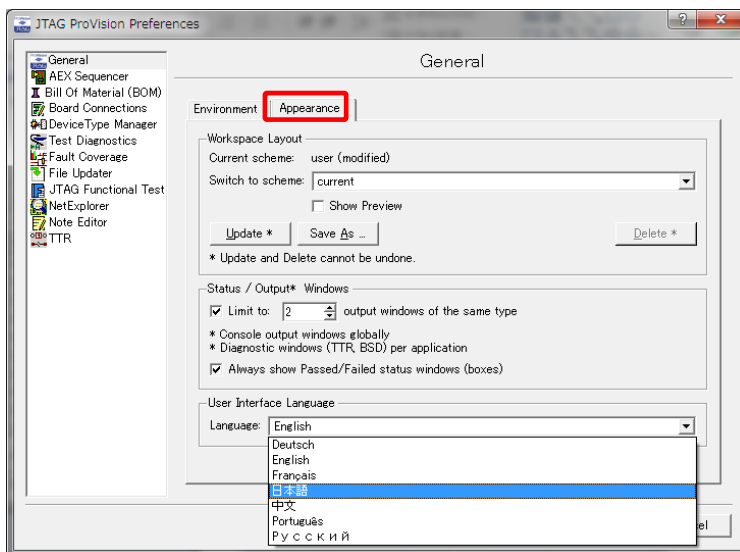 JTAG ProVision Preferences
General
AEX Sequencer
Bill Of Material (BOM)
Board Connections
DeviceType Manager
Test Diagnostics
Fault Coverage
File Updater
JTAG Functional Test
NetExplorer
Note Editor
TTR
General
Environment Appearance
Workspace Layout
Current scheme: user (modified)
Switch to scheme: current
Show Preview
Update * Save As ... Delete *
* Update and Delete cannot be undone.
Status / Output* Windows
Limit to: 2 output windows of the same type
* Console output windows globally
* Diagnostic windows (TTR, BSD) per application
Always show Passed/Failed status windows (boxes)
User Interface Language
Language: English
Deutsch
English
Français
日本語
中文
Português
Русский